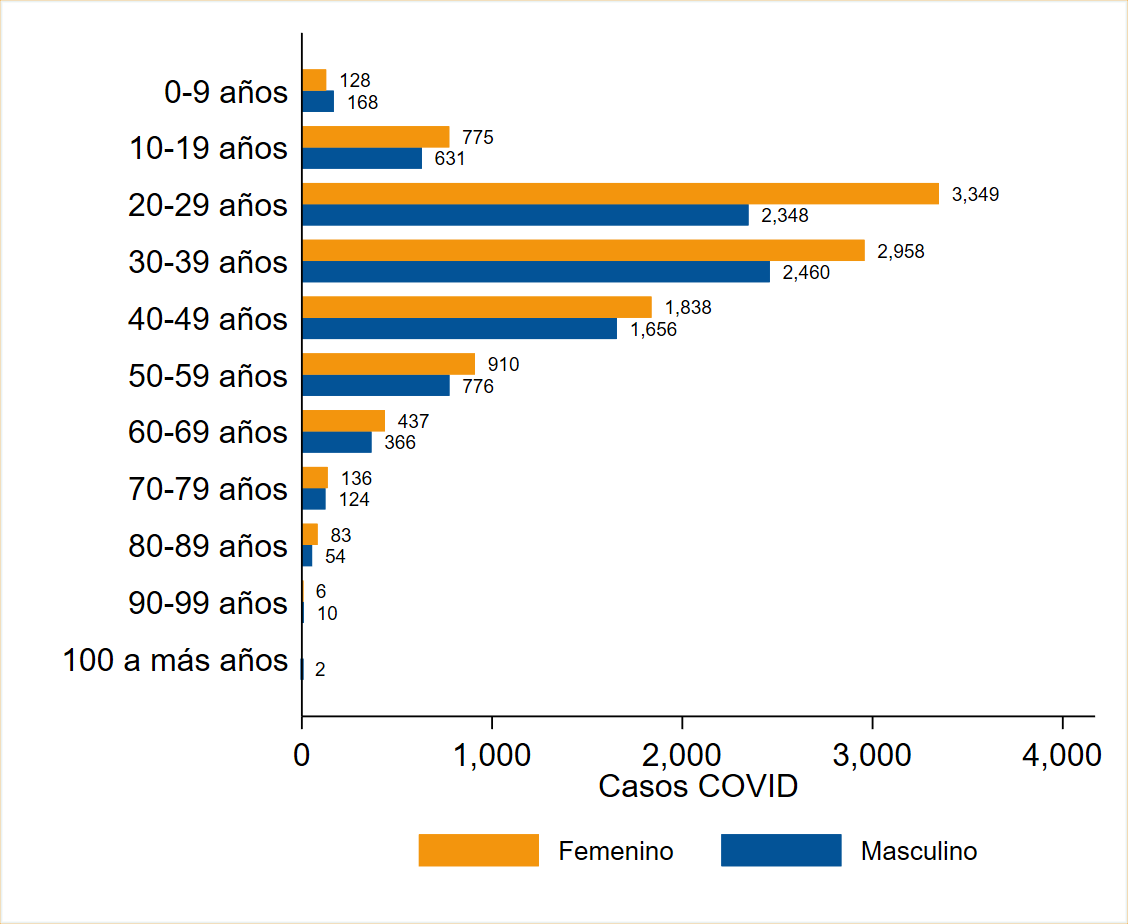 0-9 años
128
168
10-19 años
775
631
20-29 años
3,349
2,348
30-39 años
2,958
2,460
40-49 años
1,838
1,656
50-59 años
910
776
60-69 años
437
366
70-79 años
136
124
80-89 años
83
54
90-99 años
6
10
100 a más años
2
0 1,000 2,000 3,000 4,000
Casos COVID
Femenino Masculino